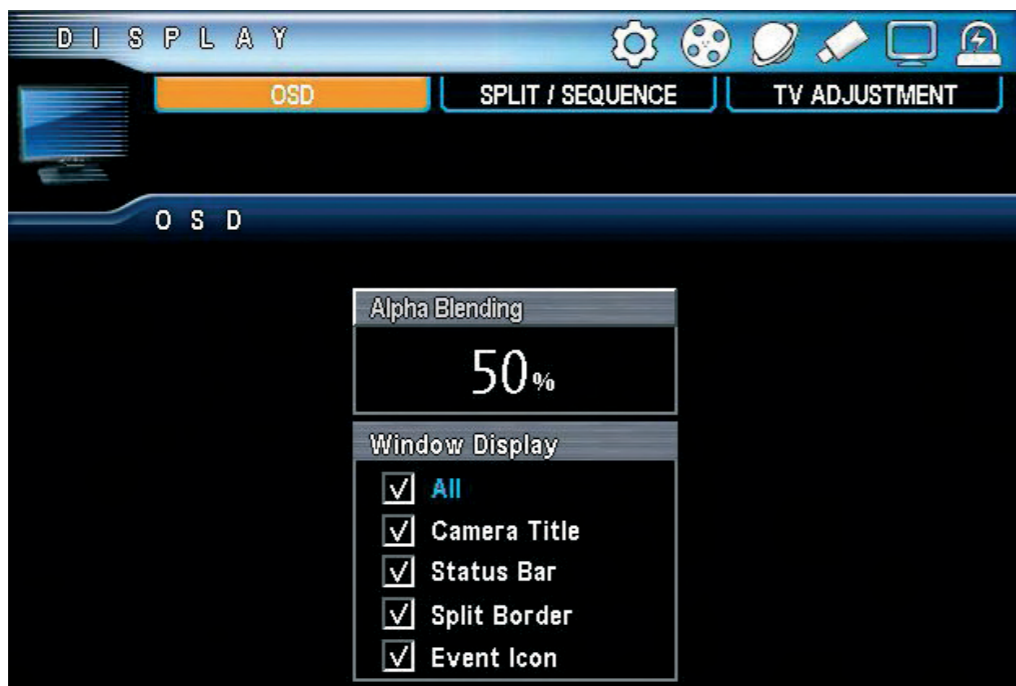 DISPLAY
OSD SPLIT / SEQUENCE TV ADJUSTMENT
OSD
Alpha Blending
50%
Window Display
All
Camera Title
Status Bar
Split Border
Event Icon